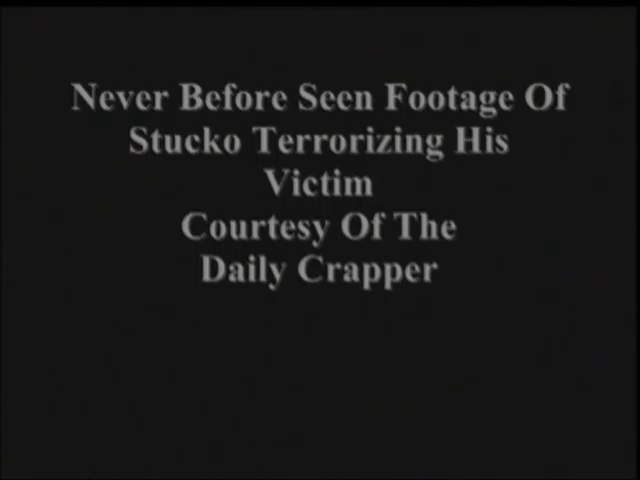 Never Before Seen Footage Of
Stucko Terrorizing His
Victim
Courtesy Of The
Daily Crapper